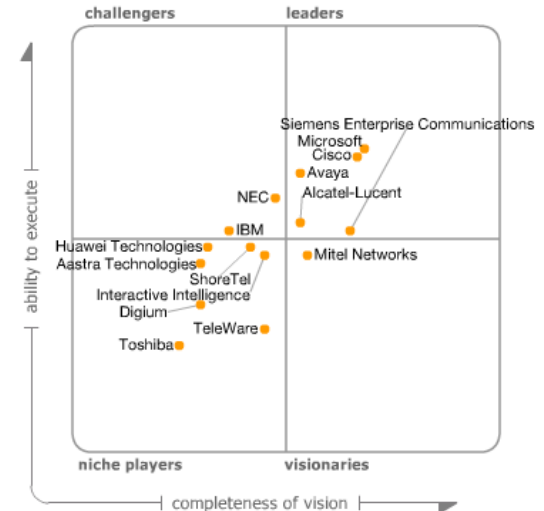 challengers
leaders
Siemens Enterprise Communications
Microsoft
Cisco
Avaya
Alcatel-Lucent
NEC
IBM
Huawei Technologies
Mitel Networks
Aastra Technologies
ShoreTel
Interactive Intelligence
Digium
TeleWare
Toshiba
ability to execute
niche players
visionaries
completeness of vision